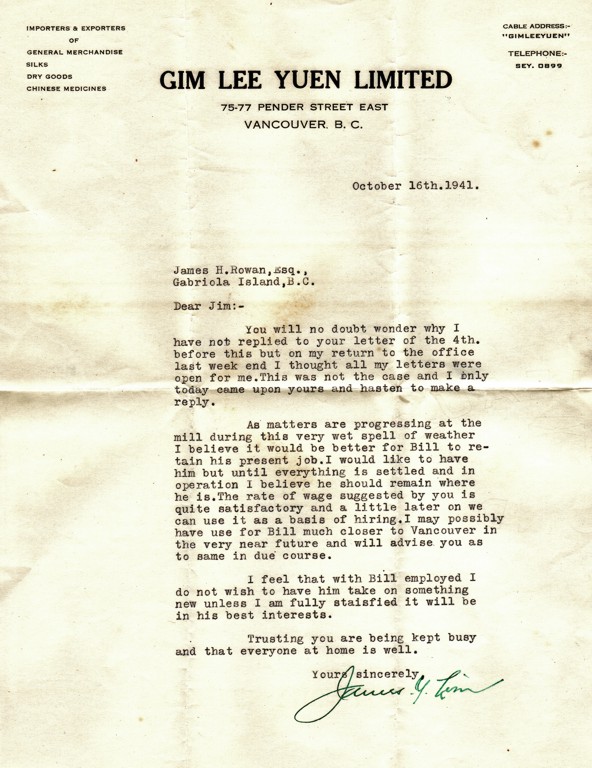 IMPORTERS & EXPORTERS
OF
GENERAL MERCHANDISE
SILKS
DRY GOODS
CHINESE MEDICINES
CABLE ADDRESS:-
"GIMLEEYUEN"
TELEPHONE:-
SEY. 0899
GIM LEE YUEN LIMITED
75-77 PENDER STREET EAST
VANCOUVER, B. C.
October 16th.1941.
James H.Rowan,Esq.,
Gabriola Island,B.C.
Dear Jim:-
You will no doubt wonder why I
have not replied to your letter of the 4th.
before this but on my return to the office
last week end I thought all my letters were
open for me.This was not the case and I only
today came upon yours and hasten to make a
reply.
As matters are progressing at the
mill during this very wet spell of weather
I believe it would be better for Bill to re-
tain his present job.I would like to have
him but until everything is settled and in
operation I believe he should remain where
he is.The rate of wage suggested by you is
quite satisfactory and a little later on we
can use it as a basis of hiring.I may possibly
have use for Bill much closer to Vancouver in
the very near future and will advise you as
to same in due course.
I feel that with Bill employed I
do not wish to have him take on something
new unless I am fully staisfied it will be
in his best interests.
Trusting you are being kept busy
and that everyone at home is well.
Yours sincerely
James Y. Lim